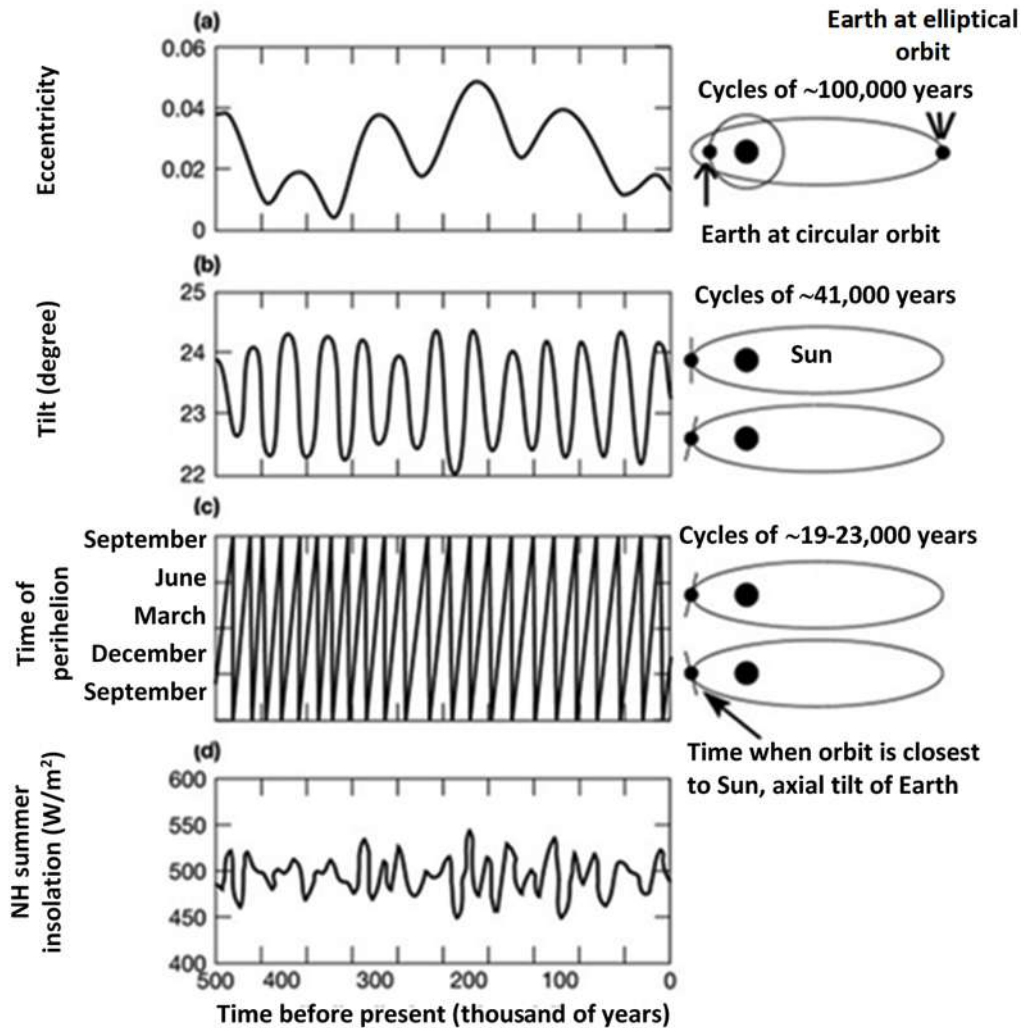 (a)
Earth at elliptical
orbit
Cycles of ~100,000 years
Eccentricity
0.06
0.04
0.02
0
Earth at circular orbit
(b)
Cycles of ~41,000 years
Tilt (degree)
25
24
23
22
Sun
(c)
Cycles of ~19-23,000 years
Time of
perihelion
September
June
March
December
September
Time when orbit is closest
to Sun, axial tilt of Earth
(d)
NH summer
insolation (W/m²)
600
550
500
450
400
500 400 300 200 100 0
Time before present (thousand of years)